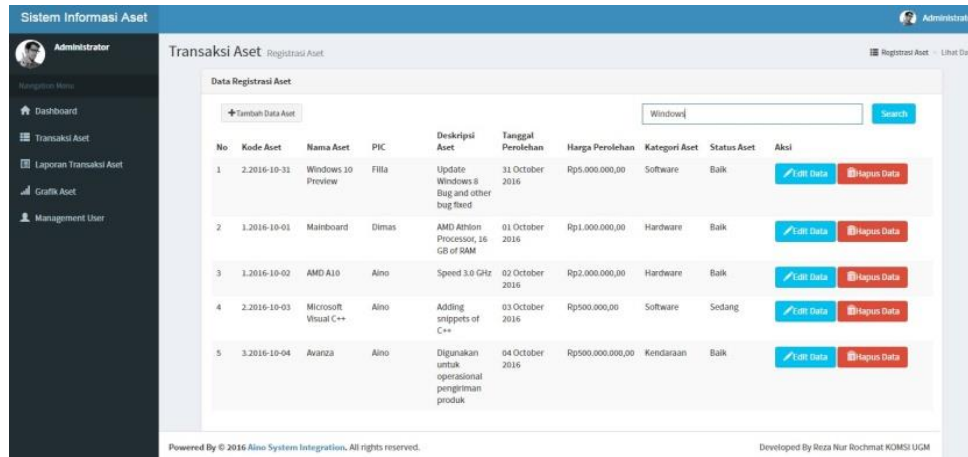 Sistem Informasi Aset
Administrat
Administrator
Transaksi Aset Registrasi Aset
Registrasi Aset
Lihat Da
Navigation Menu
Dashboard
Transaksi Aset
Laporan Transaksi Aset
Grafik Aset
Management User
Data Registrasi Aset
Tambah Data Aset
Windows
Search
No Kode Aset Nama Aset PIC Deskripsi Aset Tanggal Perolehan Harga Perolehan Kategori Aset Status Aset Aksi
1 2.2016-10-31 Windows 10 Preview Filla Update Windows 8 Bug and other bug fixed 31 October 2016 Rp5.000.000,00 Software Baik Edit Data Hapus Data
2 1.2016-10-01 Mainboard Dimas AMD Athlon Processor, 16 GB of RAM 01 October 2016 Rp1.000.000,00 Hardware Baik Edit Data Hapus Data
3 1.2016-10-02 AMD A10 Aino Speed 3.0 GHz 02 October 2016 Rp2.000.000,00 Hardware Baik Edit Data Hapus Data
4 2.2016-10-03 Microsoft Visual C++ Aino Adding snippets of C++ 03 October 2016 Rp500.000,00 Software Sedang Edit Data Hapus Data
5 3.2016-10-04 Avanza Aino Digunakan untuk operasional pengiriman produk 04 October 2016 Rp500.000.000,00 Kendaraan Baik Edit Data Hapus Data
Powered By © 2016 Aino System Integration. All rights reserved.
Developed By Reza Nur Rochmat KOMSI UGM